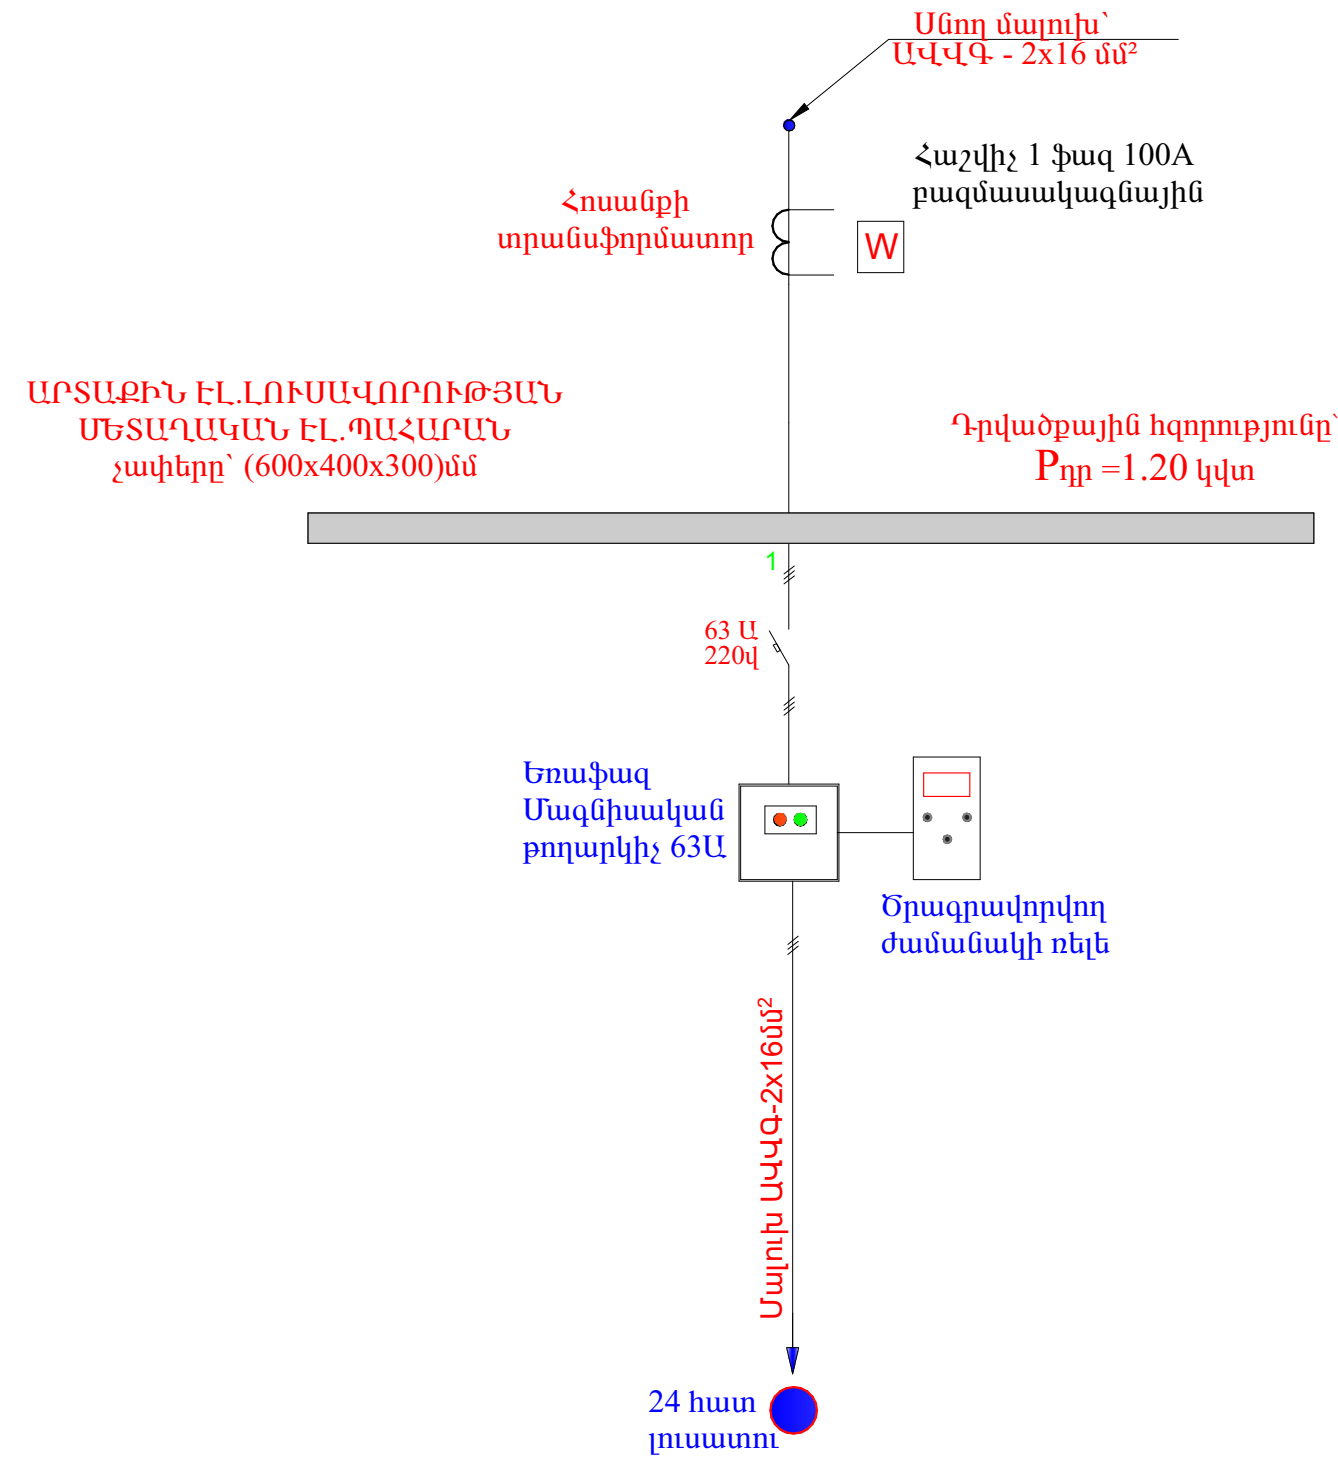 Սնող մալուխ՝
ԱՎՎԳ - 2x16 մմ²
Հաշվիչ 1 ֆազ 100A
բազմասակագնային
Հոսանքի
տրանսֆորմատոր
W
ԱՐՏԱՔԻՆ ԷԼ.ԼՈՒՍԱՎՈՐՈՒԹՅԱՆ
ՄԵՏԱՂԱԿԱՆ ԷԼ.ՊԱՀԱՐԱՆ
չափերը՝ (600x400x300)մմ
Դրվածքային հզորությունը՝
Pդր =1.20 կվտ
1
63 Ա
220վ
Եռաֆազ
Մագնիսական
թողարկիչ 63Ա
Ծրագրավորվող
ժամանակի ռելե
Մալուխ ԱՎՎԳ-2x16մմ²
24 հատ
լուսատու